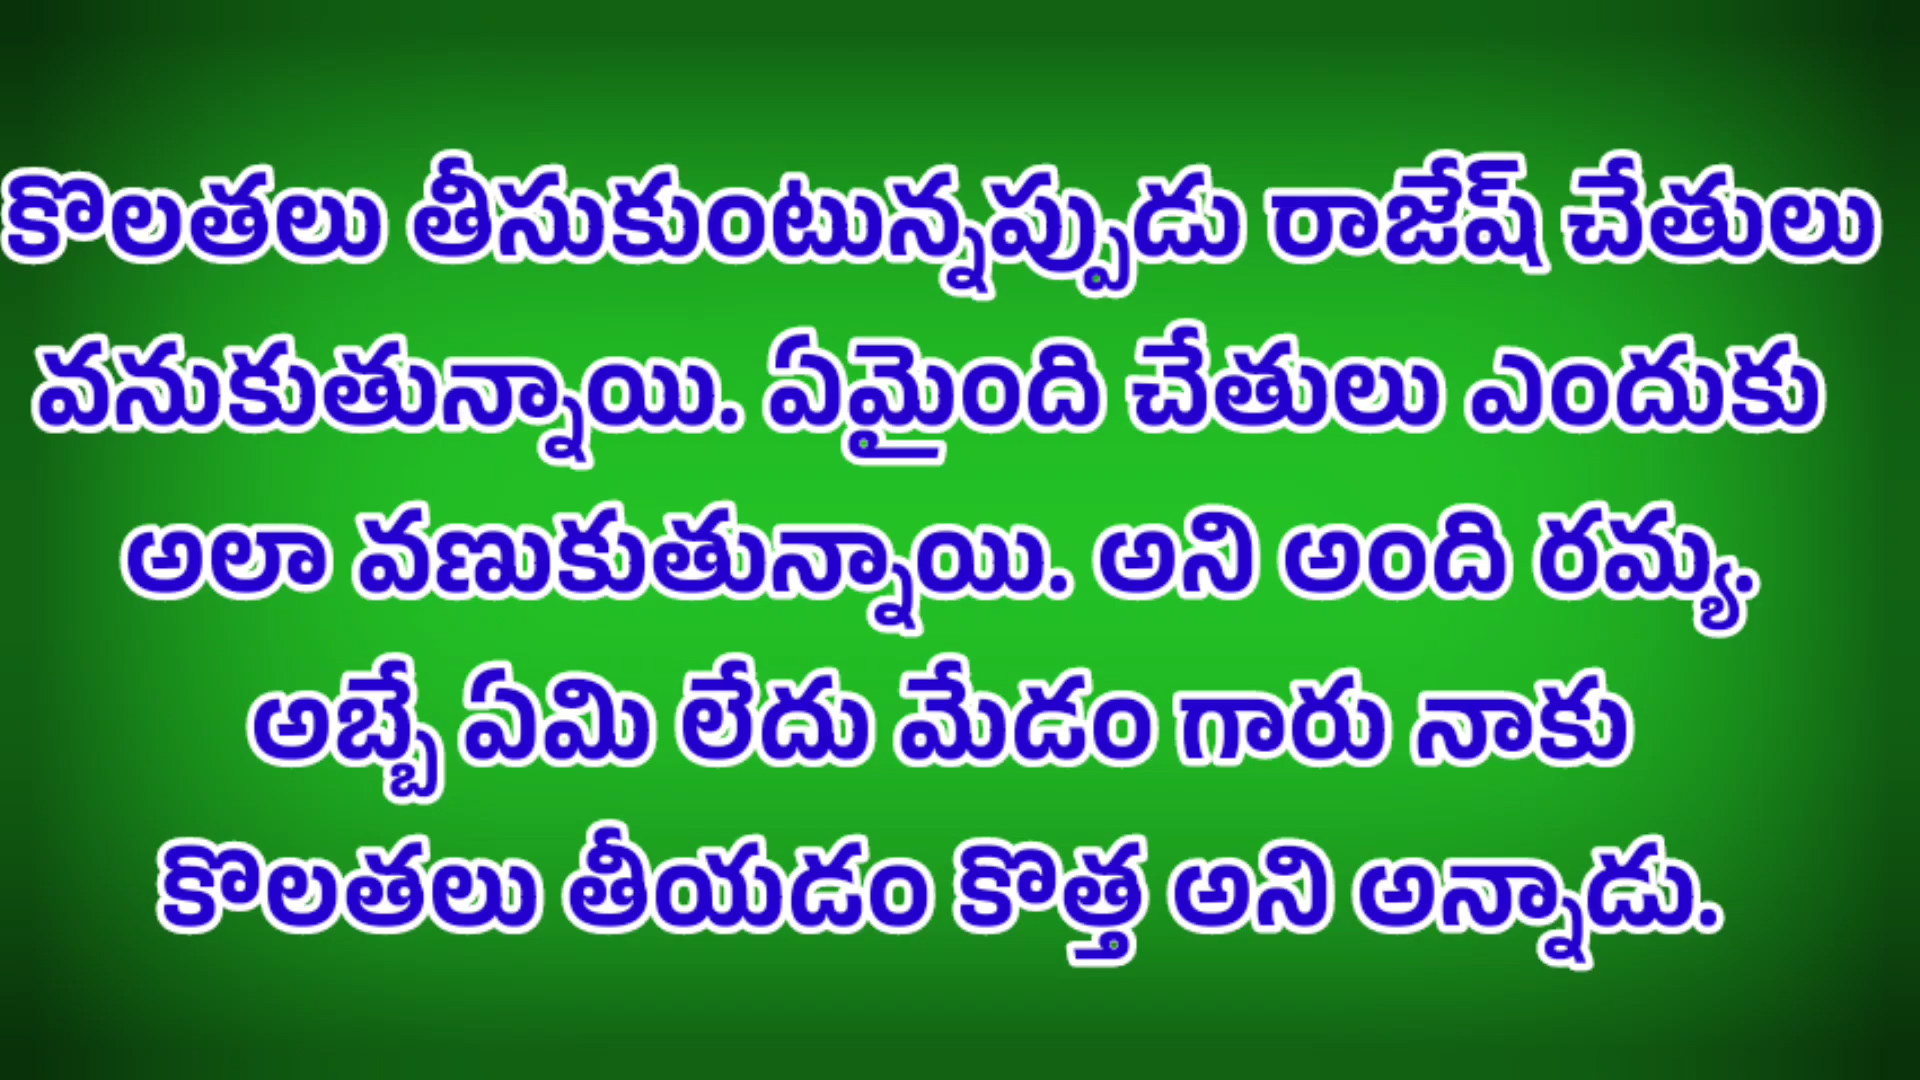 కొలతలు తీసుకుంటున్నప్పుడు రాజేష్ చేతులు
వనుకుతున్నాయి. ఏమైంది చేతులు ఎందుకు
అలా వణుకుతున్నాయి. అని అంది రమ్య.
అబ్బే ఏమి లేదు మేడం గారు నాకు
కొలతలు తీయడం కొత్త అని అన్నాడు.